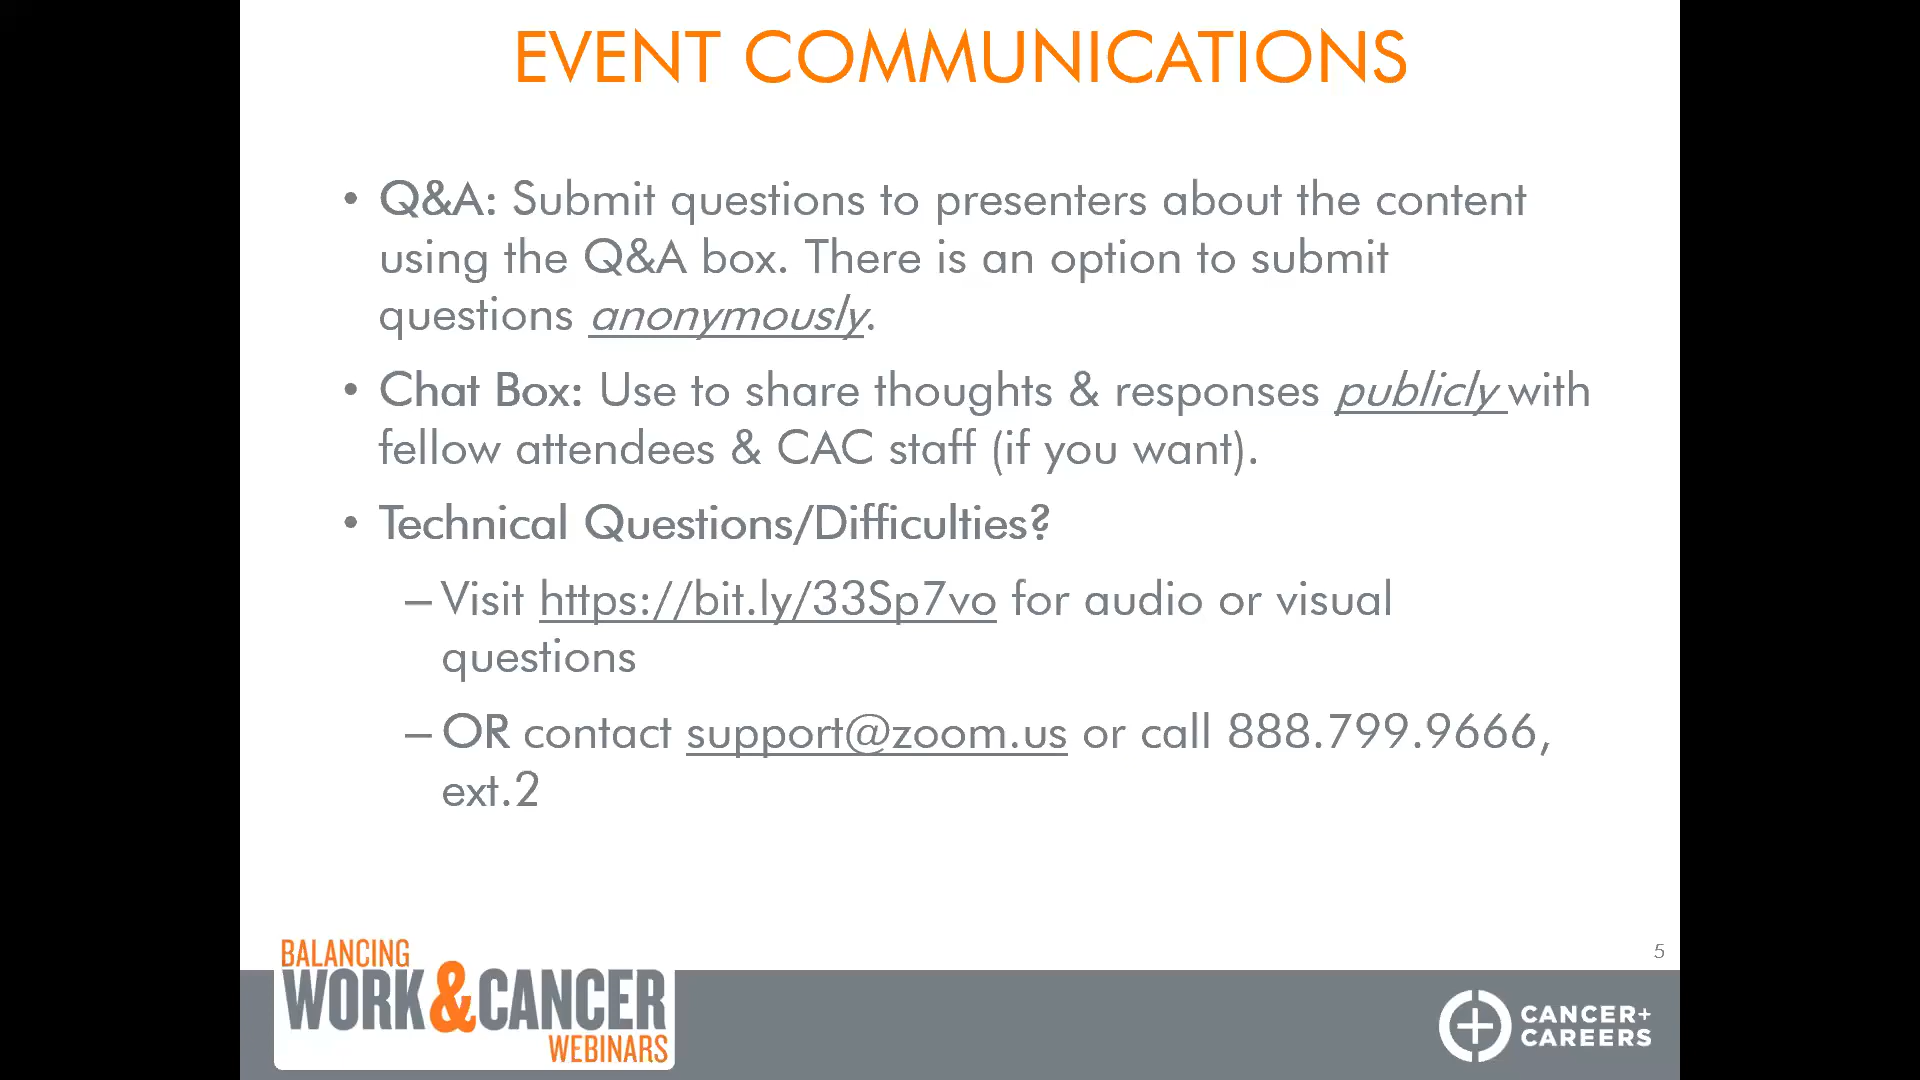 EVENT COMMUNICATIONS
• Q&A: Submit questions to presenters about the content
using the Q&A box. There is an option to submit
questions anonymously.
• Chat Box: Use to share thoughts & responses publicly with
fellow attendees & CAC staff (if you want).
• Technical Questions/Difficulties?
– Visit https://bit.ly/33Sp7vo for audio or visual
questions
– OR contact support@zoom.us or call 888.799.9666,
ext.2
5
BALANCING
WORK&CANCER
WEBINARS
CANCER+
CAREERS